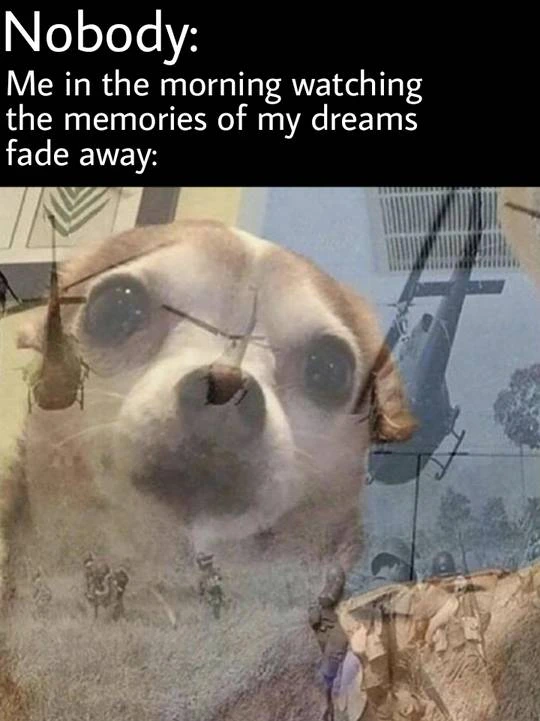 Nobody:
Me in the morning watching
the memories of my dreams
fade away: